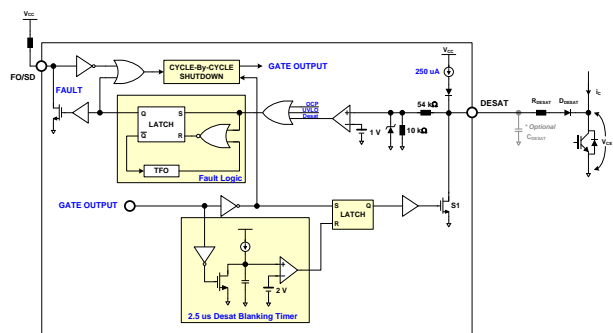 VCC
FO/SD
FAULT
CYCLE-By-CYCLE
SHUTDOWN
GATE OUTPUT
VCC
250 uA
DESAT
RDESAT
DDESAT
iC
* Optional
CDESAT
VCE
54 kΩ
10 kΩ
1 V
OCP
UVLO
Desat
Q
S
LATCH
Q
R
TFO
Fault Logic
GATE OUTPUT
S
Q
LATCH
R
S1
2 V
2.5 us Desat Blanking Timer